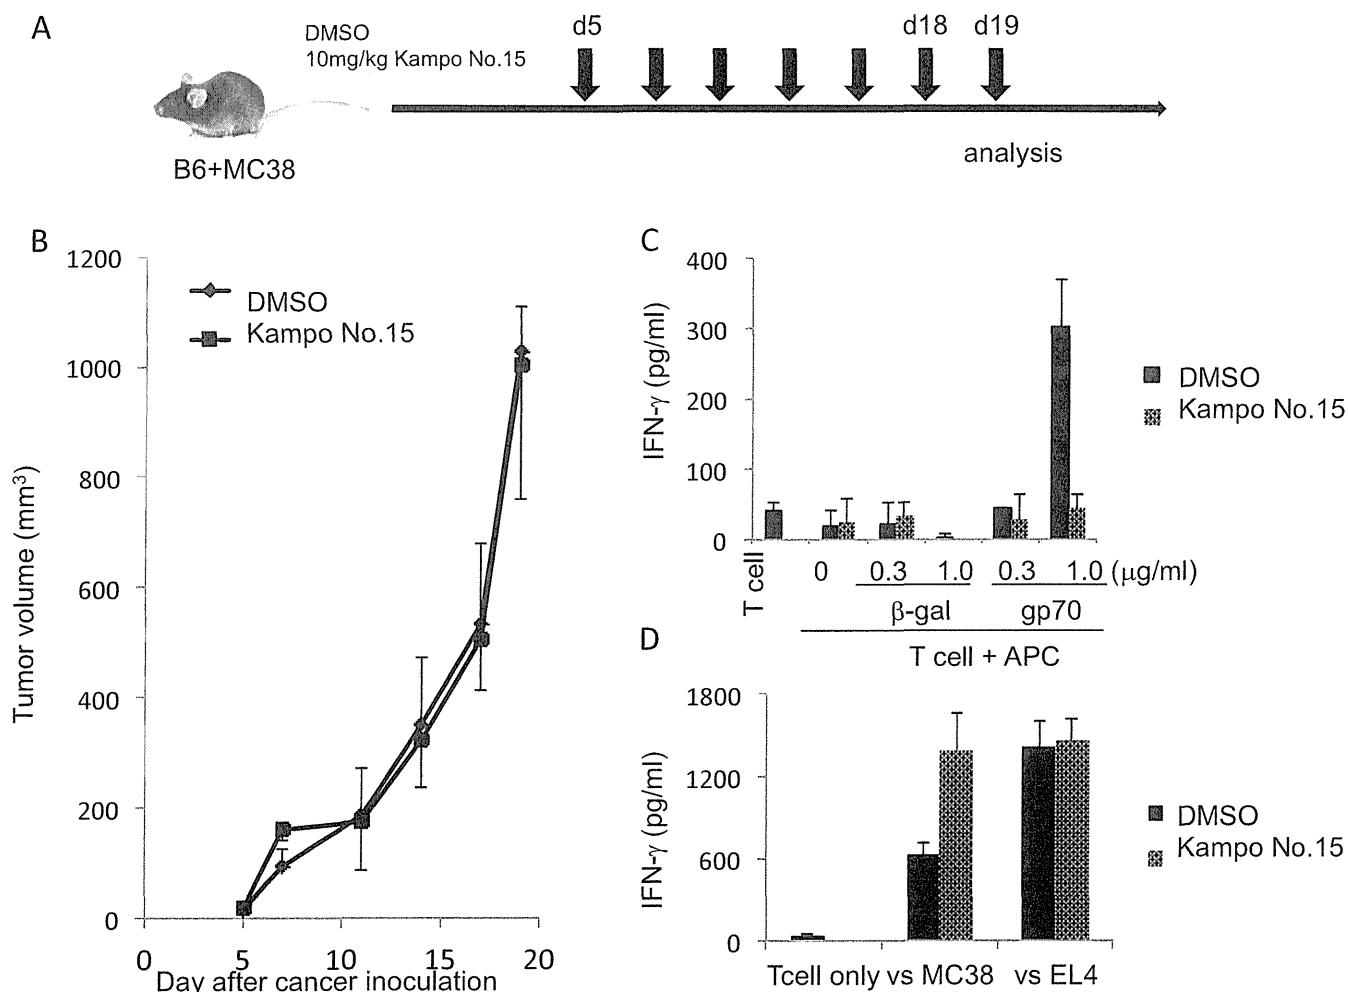 A
DMSO
10mg/kg Kampo No.15
d5
d18
d19
B6+MC38
analysis
B
1200
1000
800
600
400
200
0
Tumor volume (mm³)
DMSO
Kampo No.15
0
5
10
15
20
Day after cancer inoculation
C
400
300
200
100
0
IFN-γ (pg/ml)
DMSO
Kampo No.15
T cell
0
0.3
1.0
0.3
1.0 (μg/ml)
β-gal
gp70
T cell + APC
D
1800
1200
600
0
IFN-γ (pg/ml)
DMSO
Kampo No.15
Tcell only
vs MC38
vs EL4